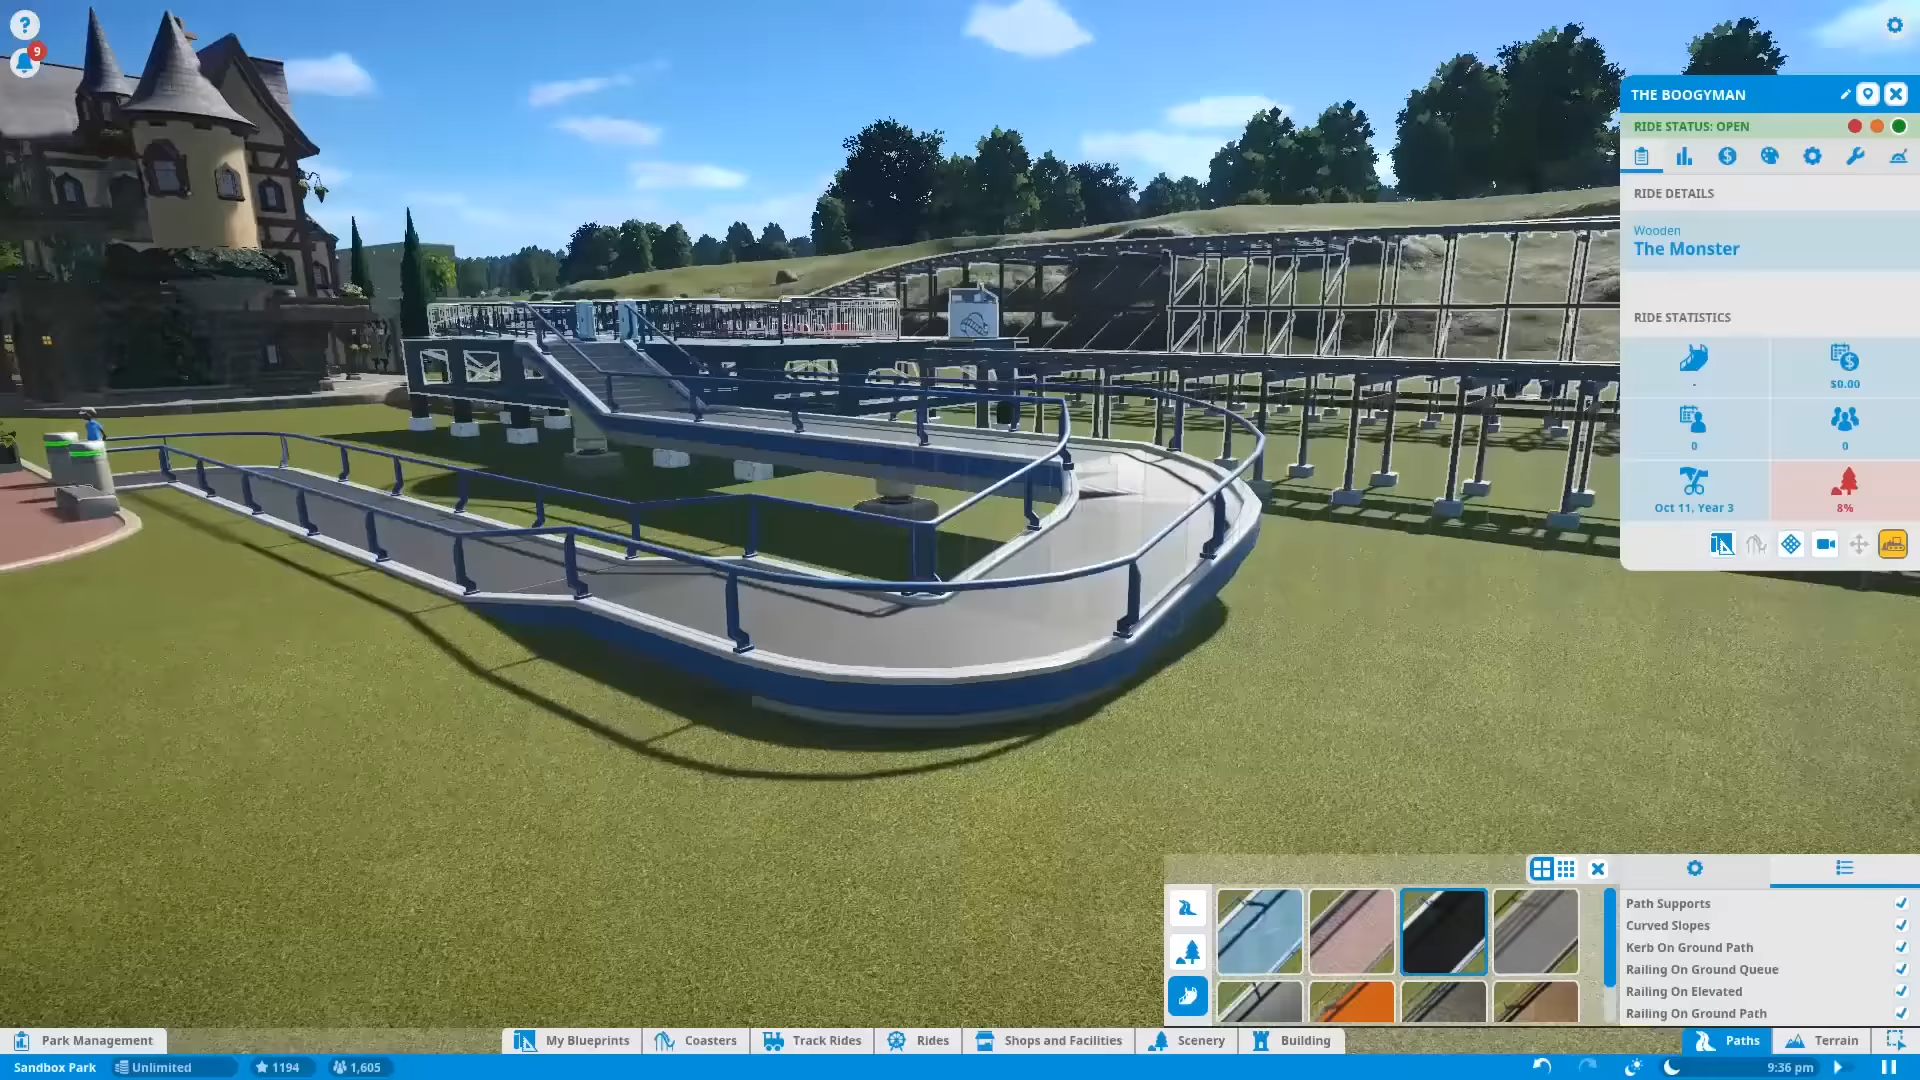 ?
9
THE BOOGYMAN
RIDE STATUS: OPEN
RIDE DETAILS
Wooden
The Monster
RIDE STATISTICS
-
$0.00
0
0
Oct 11, Year 3
8%
Path Supports
Curved Slopes
Kerb On Ground Path
Railing On Ground Queue
Railing On Elevated
Railing On Ground Path
Park Management
My Blueprints
Coasters
Track Rides
Rides
Shops and Facilities
Scenery
Building
Paths
Terrain
Sandbox Park
Unlimited
1194
1,605
9:36 pm